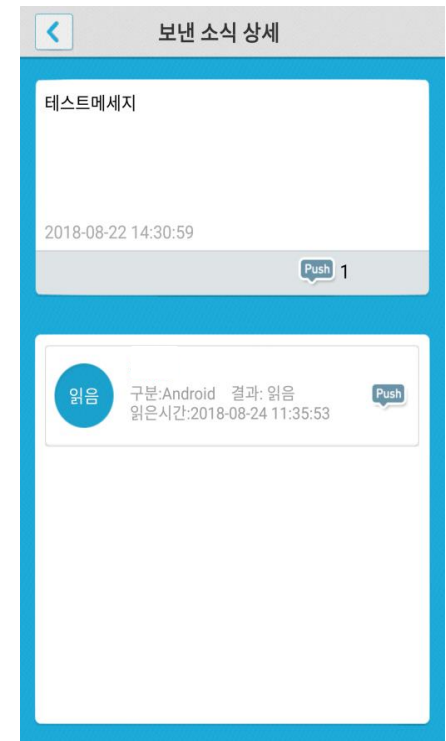 보낸 소식 상세
테스트메세지
2018-08-22 14:30:59
Push 1
읽음
구분:Android 결과: 읽음
Push
읽은시간:2018-08-24 11:35:53